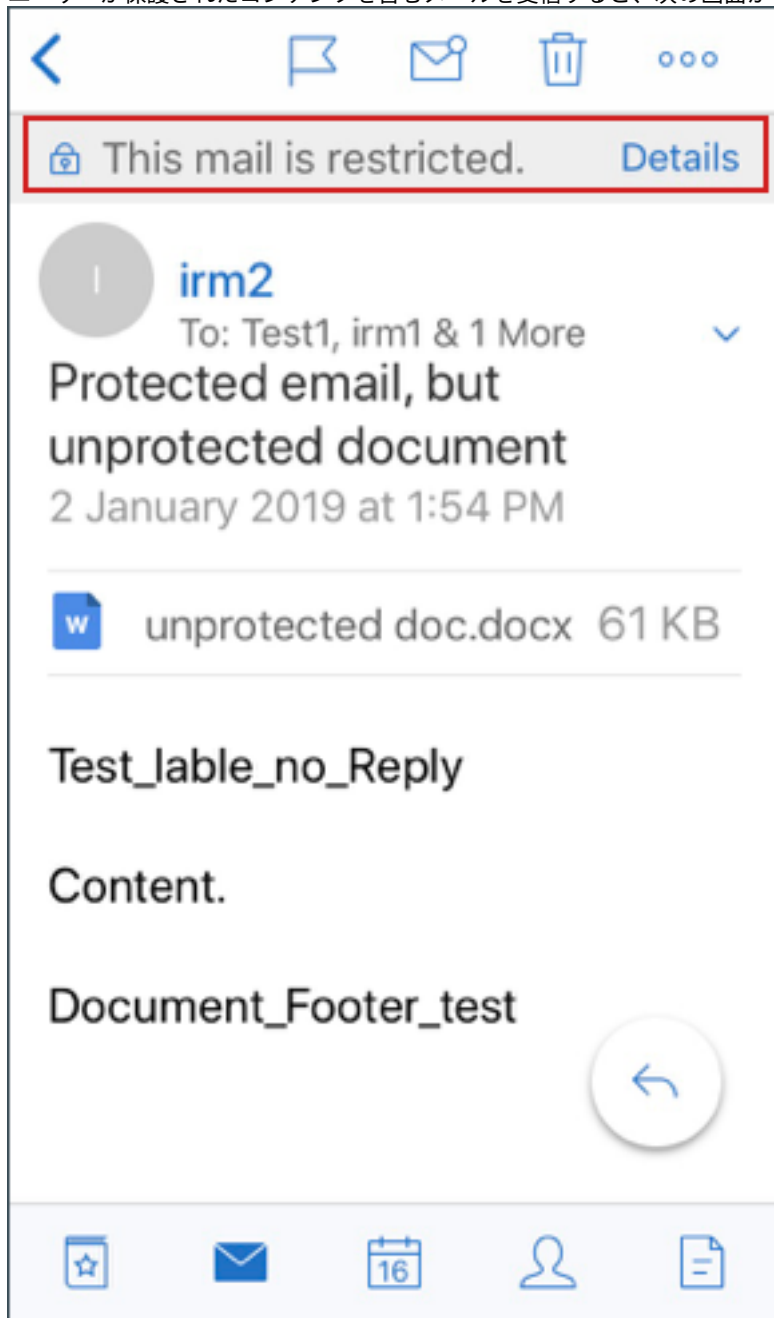 This mail is restricted. Details
I
irm2
To: Test1, irm1 & 1 More
Protected email, but
unprotected document
2 January 2019 at 1:54 PM
W unprotected doc.docx 61 KB
Test_lable_no_Reply
Content.
Document_Footer_test
16